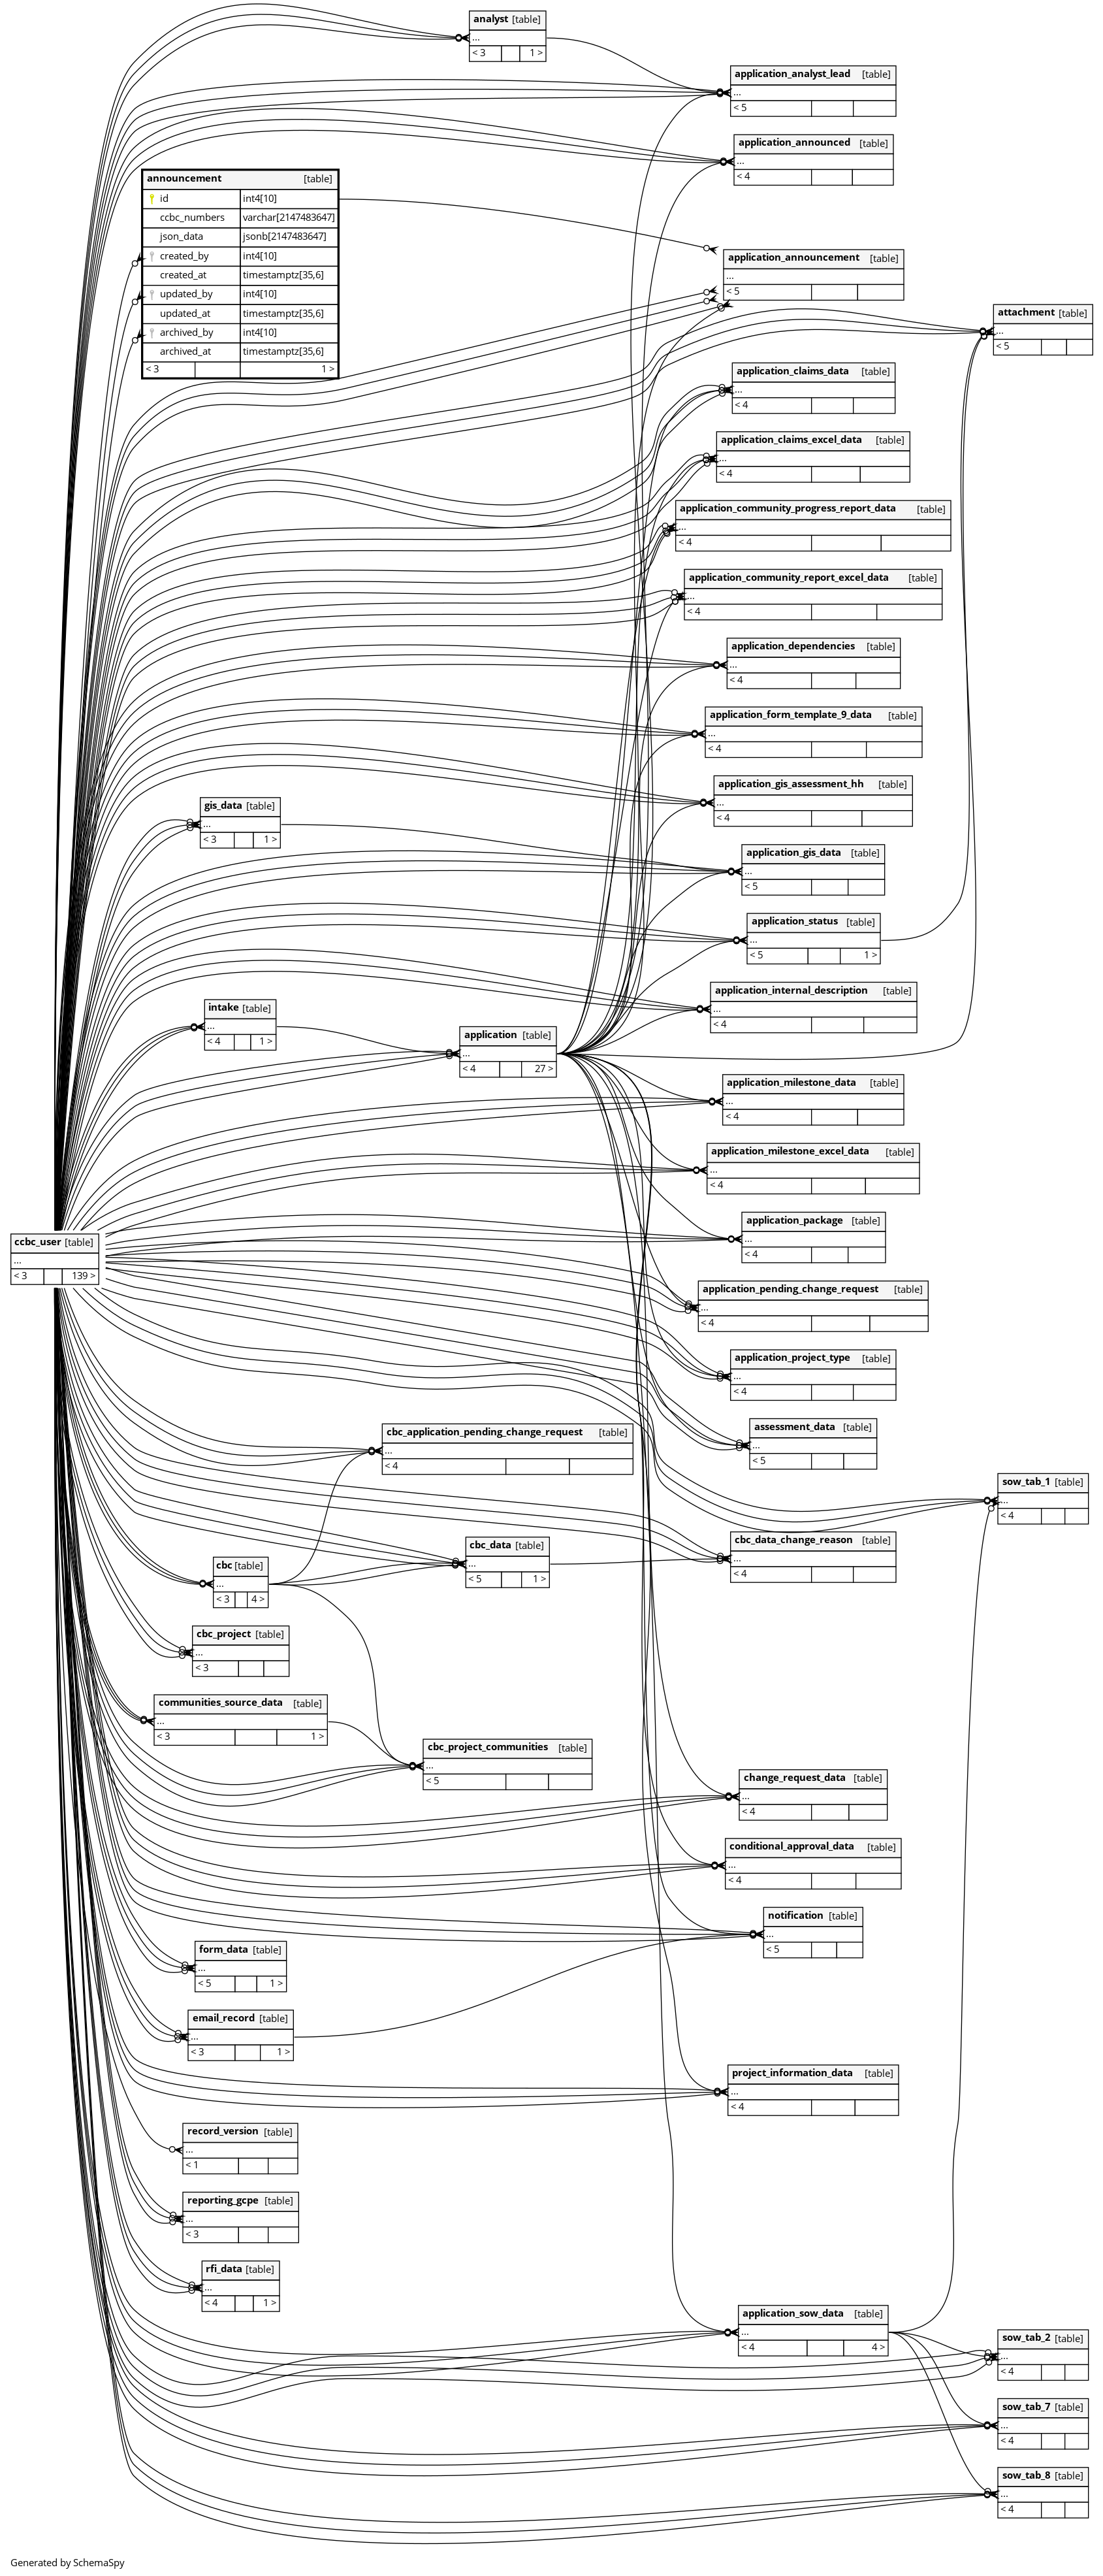 analyst [table]
...
< 3 1 >
application_analyst_lead [table]
...
< 5
application_announced [table]
...
< 4
announcement [table]
id int4[10]
ccbc_numbers varchar[2147483647]
json_data jsonb[2147483647]
created_by int4[10]
created_at timestamptz[35,6]
updated_by int4[10]
updated_at timestamptz[35,6]
archived_by int4[10]
archived_at timestamptz[35,6]
< 3 1 >
application_announcement [table]
...
< 5
attachment [table]
...
< 5
application_claims_data [table]
...
< 4
application_claims_excel_data [table]
...
< 4
application_community_progress_report_data [table]
...
< 4
application_community_report_excel_data [table]
...
< 4
application_dependencies [table]
...
< 4
application_form_template_9_data [table]
...
< 4
application_gis_assessment_hh [table]
...
< 4
gis_data [table]
...
< 3 1 >
application_gis_data [table]
...
< 5
application_status [table]
...
< 5 1 >
application_internal_description [table]
...
< 4
intake [table]
...
< 4 1 >
application [table]
...
< 4 27 >
application_milestone_data [table]
...
< 4
application_milestone_excel_data [table]
...
< 4
application_package [table]
...
< 4
ccbc_user [table]
...
< 3 139 >
application_pending_change_request [table]
...
< 4
application_project_type [table]
...
< 4
assessment_data [table]
...
< 5
cbc_application_pending_change_request [table]
...
< 4
sow_tab_1 [table]
...
< 4
cbc_data_change_reason [table]
...
< 4
cbc_data [table]
...
< 5 1 >
cbc [table]
...
< 3 4 >
cbc_project [table]
...
< 3
communities_source_data [table]
...
< 3 1 >
cbc_project_communities [table]
...
< 5
change_request_data [table]
...
< 4
conditional_approval_data [table]
...
< 4
notification [table]
...
< 5
form_data [table]
...
< 5 1 >
email_record [table]
...
< 3 1 >
project_information_data [table]
...
< 4
record_version [table]
...
< 1
reporting_gcpe [table]
...
< 3
rfi_data [table]
...
< 4 1 >
application_sow_data [table]
...
< 4 4 >
sow_tab_2 [table]
...
< 4
sow_tab_7 [table]
...
< 4
sow_tab_8 [table]
...
< 4
Generated by SchemaSpy